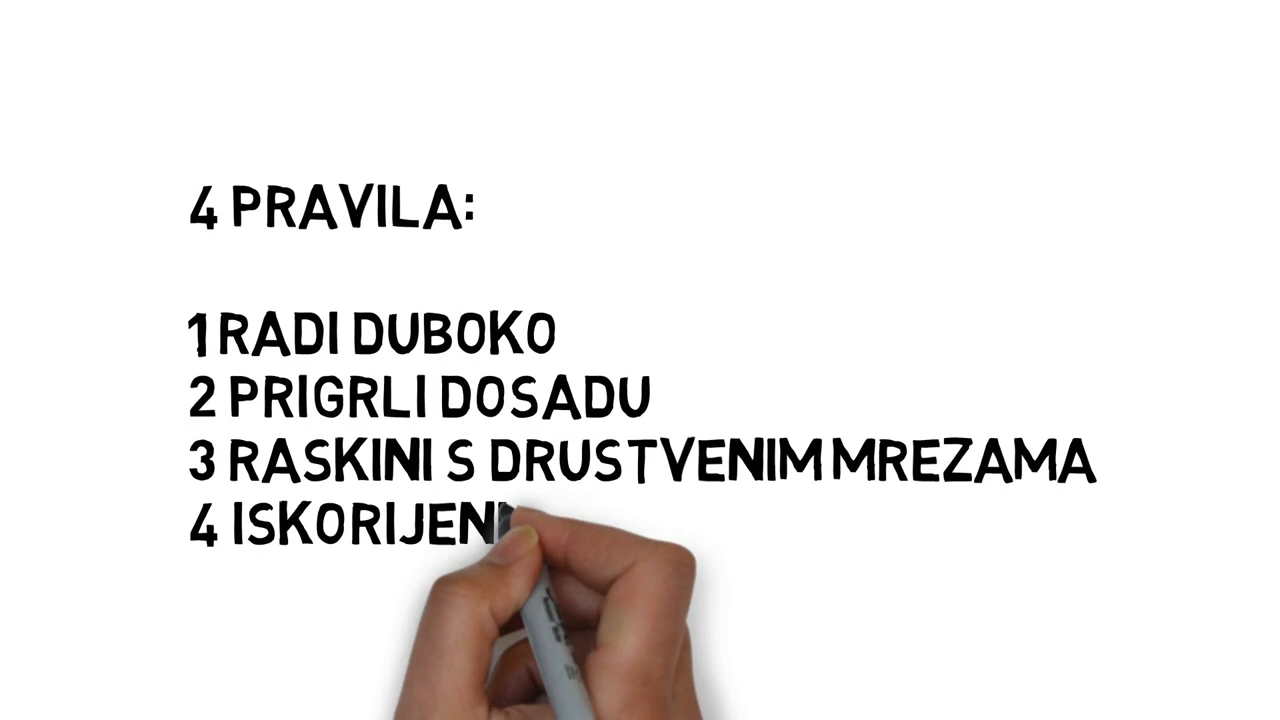 4 PRAVILA:
1 RADI DUBOKO
2 PRIGRLI DOSADU
3 RASKINI S DRUSTVENIM MREZAMA
4 ISKORIJENI